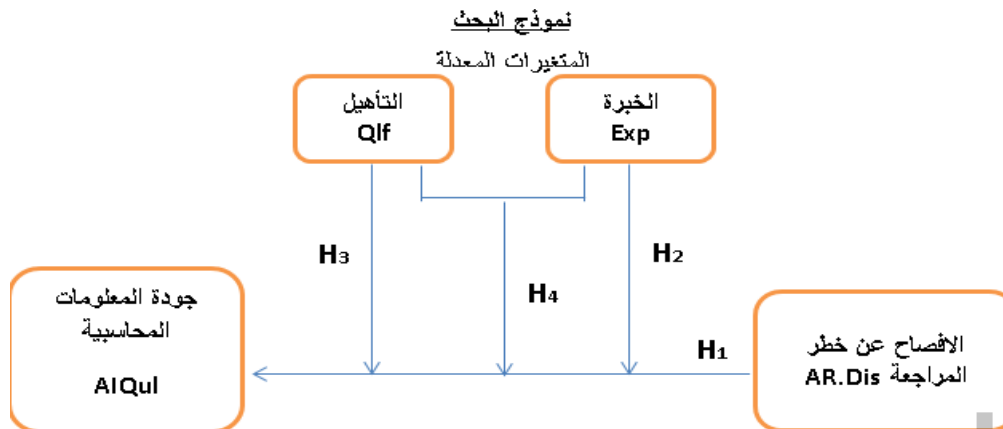 نموذج البحث
المتغيرات المعدلة
الخبرة
Exp
التأهيل
Qlf
H2
H3
H4
H1
الافصاح عن خطر
المراجعة AR.Dis
جودة المعلومات
المحاسبية
AIQul